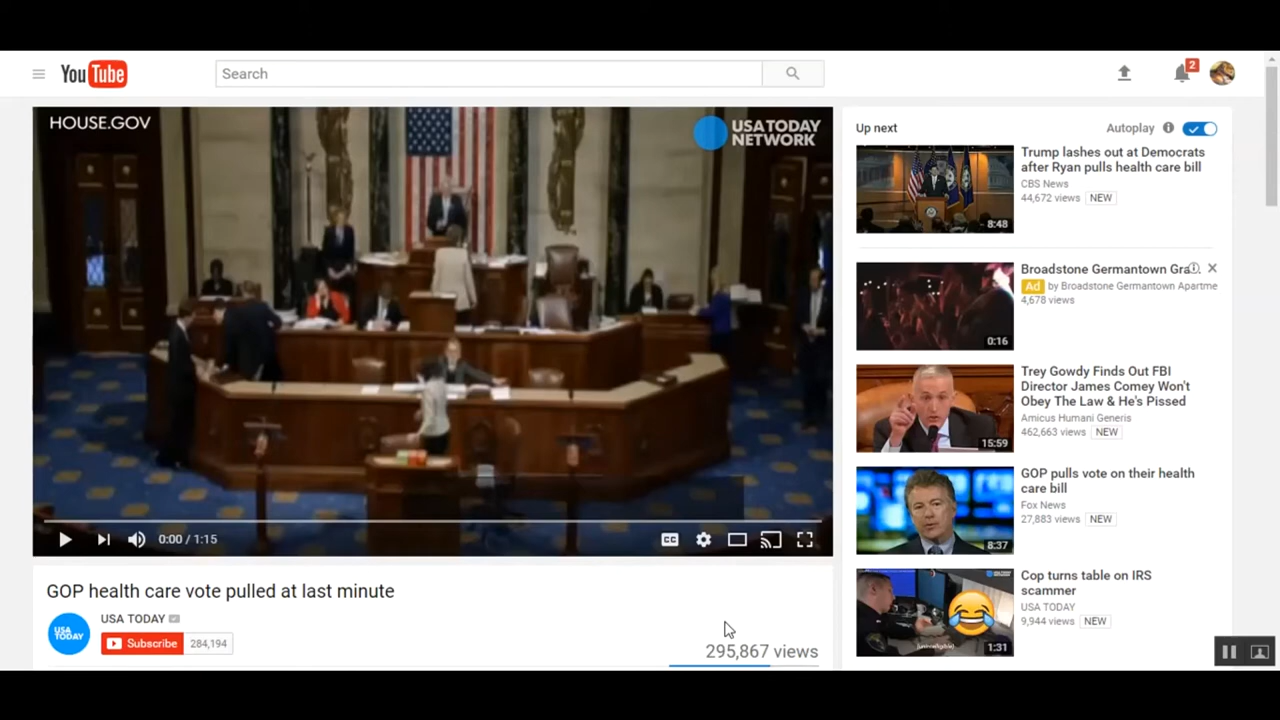 YouTube
Search
2
HOUSE.GOV
USA TODAY
NETWORK
0:00 / 1:15
CC
GOP health care vote pulled at last minute
USA TODAY
USA TODAY
Subscribe 284,194
295,867 views
Up next
Autoplay
Trump lashes out at Democrats
after Ryan pulls health care bill
CBS News
44,672 views NEW
8:48
Broadstone Germantown Gra...
Ad by Broadstone Germantown Apartme
4,678 views
0:16
Trey Gowdy Finds Out FBI
Director James Comey Won't
Obey The Law & He's Pissed
Amicus Humani Generis
462,663 views NEW
15:59
GOP pulls vote on their health
care bill
Fox News
27,883 views NEW
8:37
Cop turns table on IRS
scammer
USA TODAY
9,944 views NEW
(unintelligible)
1:31